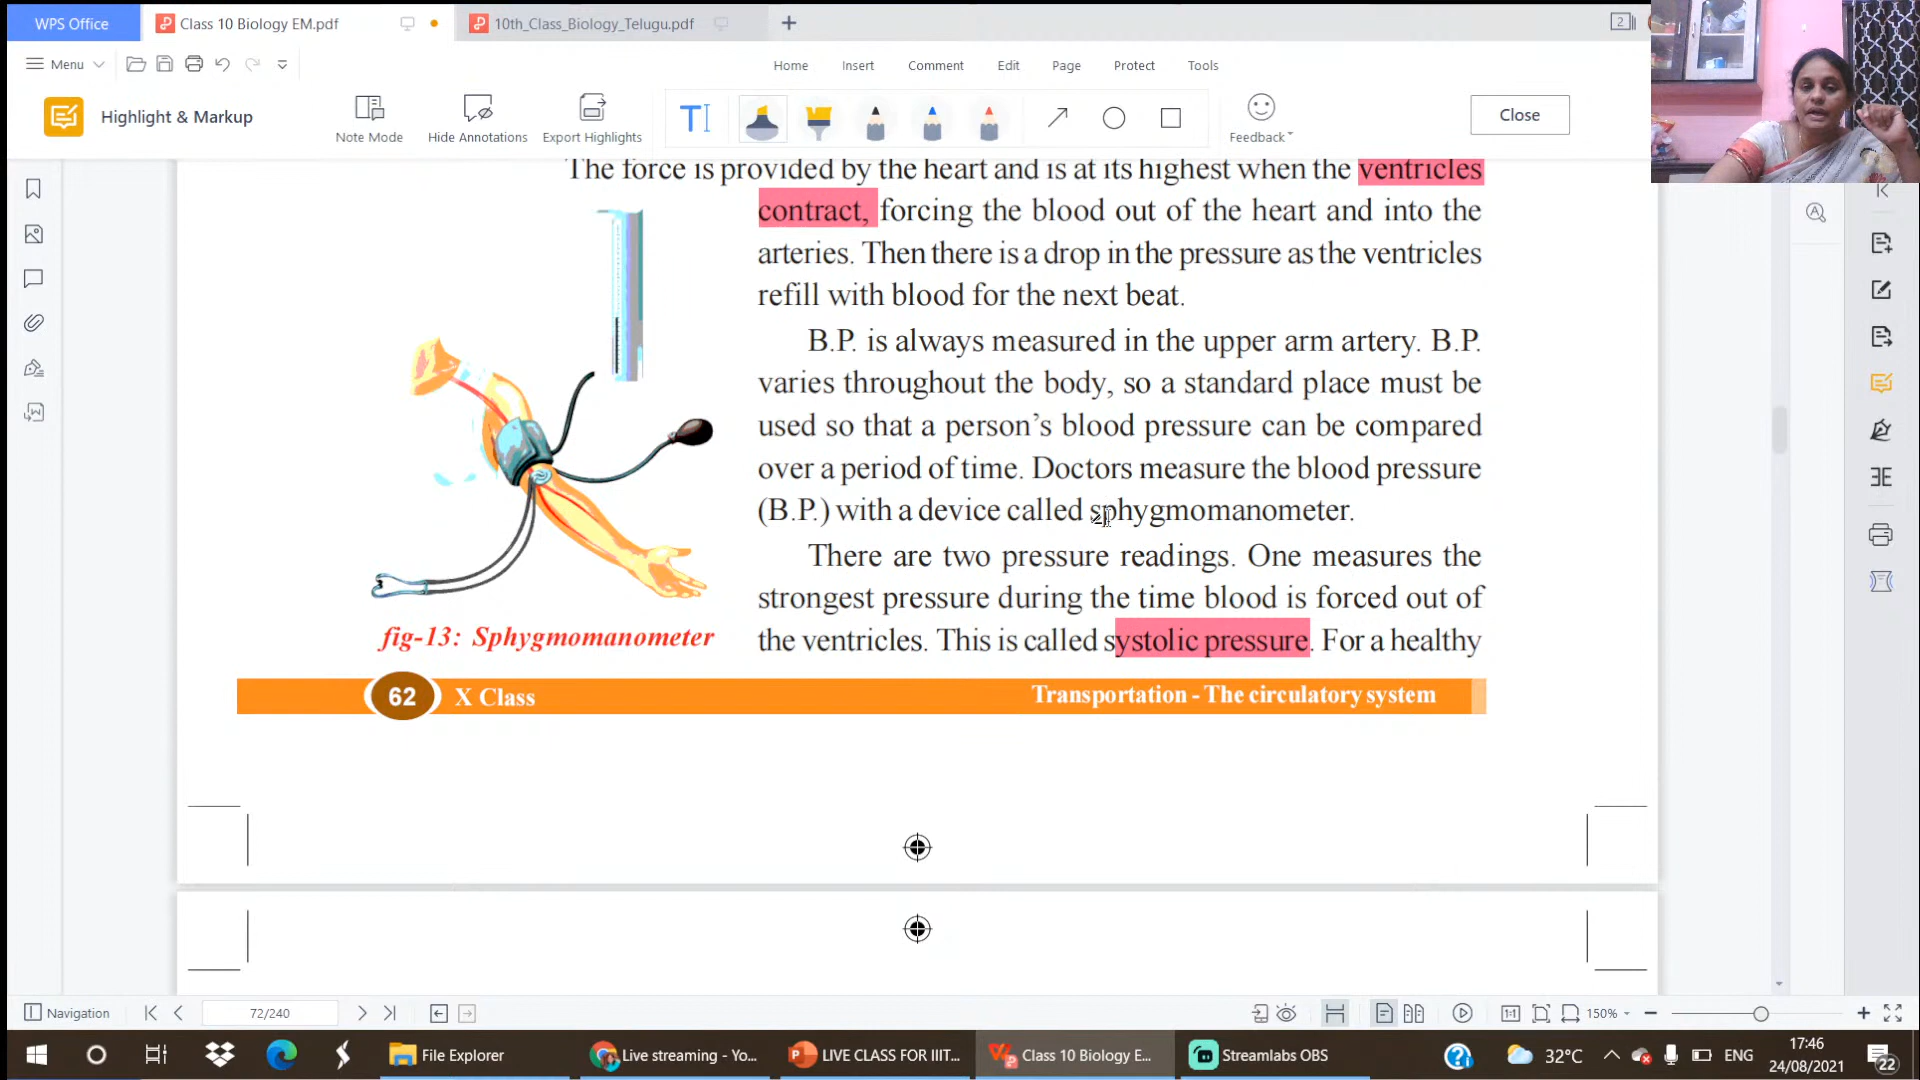 WPS Office
Class 10 Biology EM.pdf
10th_Class_Biology_Telugu.pdf
2
Menu
Home Insert Comment Edit Page Protect Tools
Highlight & Markup
Note Mode
Hide Annotations
Export Highlights
T
Feedback
Close
The force is provided by the heart and is at its highest when the ventricles
contract, forcing the blood out of the heart and into the
arteries. Then there is a drop in the pressure as the ventricles
refill with blood for the next beat.
B.P. is always measured in the upper arm artery. B.P.
varies throughout the body, so a standard place must be
used so that a person's blood pressure can be compared
over a period of time. Doctors measure the blood pressure
(B.P.) with a device called sphygmomanometer.
There are two pressure readings. One measures the
strongest pressure during the time blood is forced out of
the ventricles. This is called systolic pressure. For a healthy
fig-13: Sphygmomanometer
62 X Class Transportation - The circulatory system
Navigation
72/240
1:1
150%
File Explorer
Live streaming - Yo...
LIVE CLASS FOR IIIT...
Class 10 Biology E...
Streamlabs OBS
32°C
ENG
17:46
24/08/2021
22